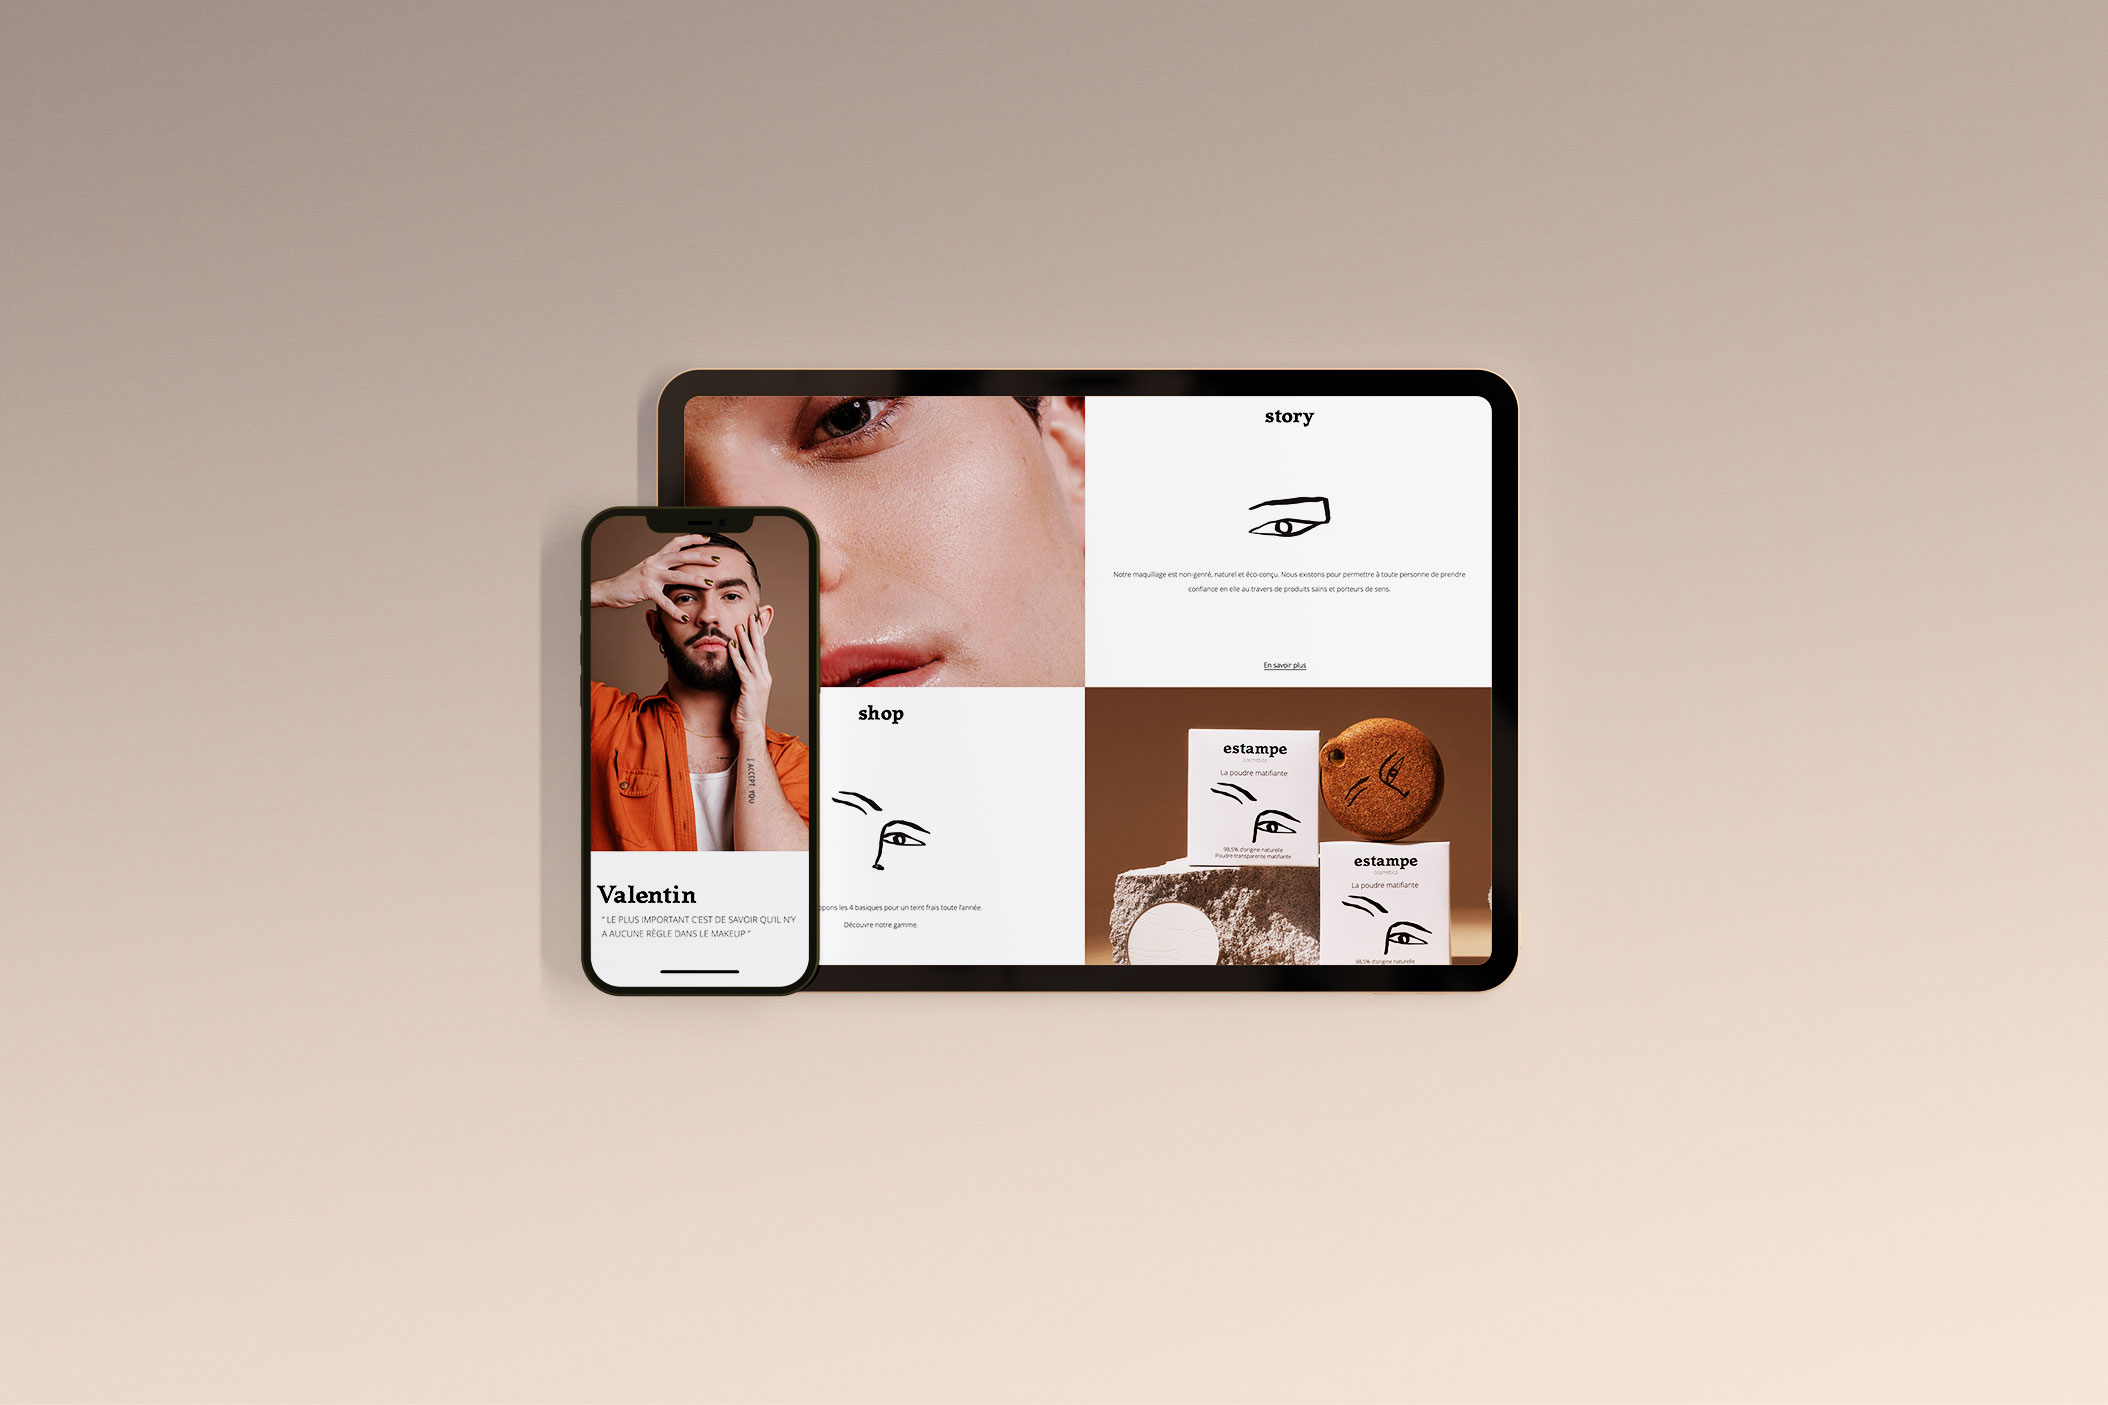 story
Notre maquillage est non-genré, naturel et éco-conçu. Nous existons pour permettre à toute personne de prendre
confiance en elle au travers de produits sains et porteurs de sens.
En savoir plus
shop
les 4 basiques pour un teint frais toute l'année.
Découvre notre gamme.
estampe
cosmetics
La poudre matifiante
98,5% d'origine naturelle
Poudre transparente matifiante
estampe
cosmetics
La poudre matifiante
98,5% d'origine naturelle
I ACCEPT YOU
Valentin
" LE PLUS IMPORTANT C'EST DE SAVOIR QU'IL N'Y
A AUCUNE RÈGLE DANS LE MAKEUP "